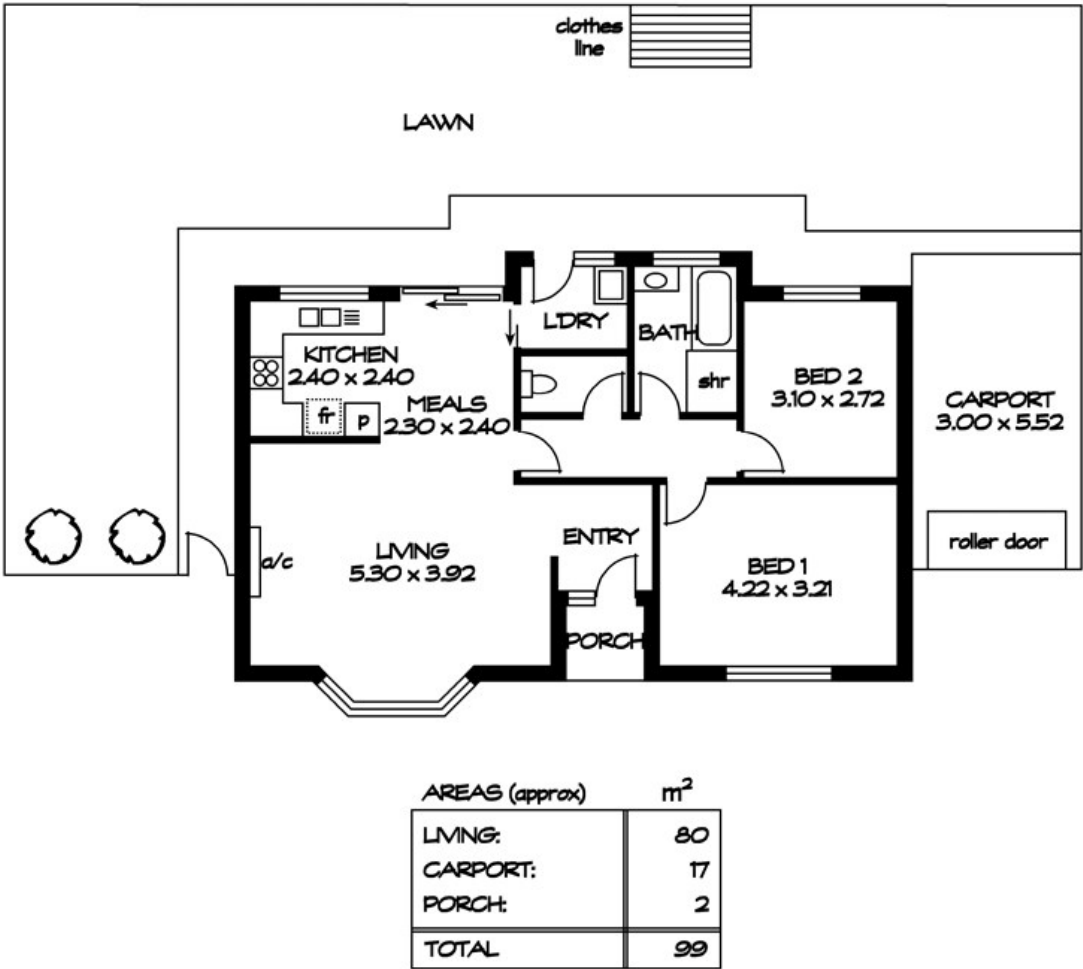 clothes
line
LAWN
L'DRY
BATH
KITCHEN
2.40 x 2.40
MEALS
2.30 x 2.40
fr
p
shr
BED 2
3.10 x 2.72
CARPORT
3.00 x 5.52
roller door
a/c
LIVING
5.30 x 3.92
ENTRY
BED 1
4.22 x 3.21
PORCH
AREAS (approx) m²
LIVING: 80
CARPORT: 17
PORCH: 2
TOTAL 99